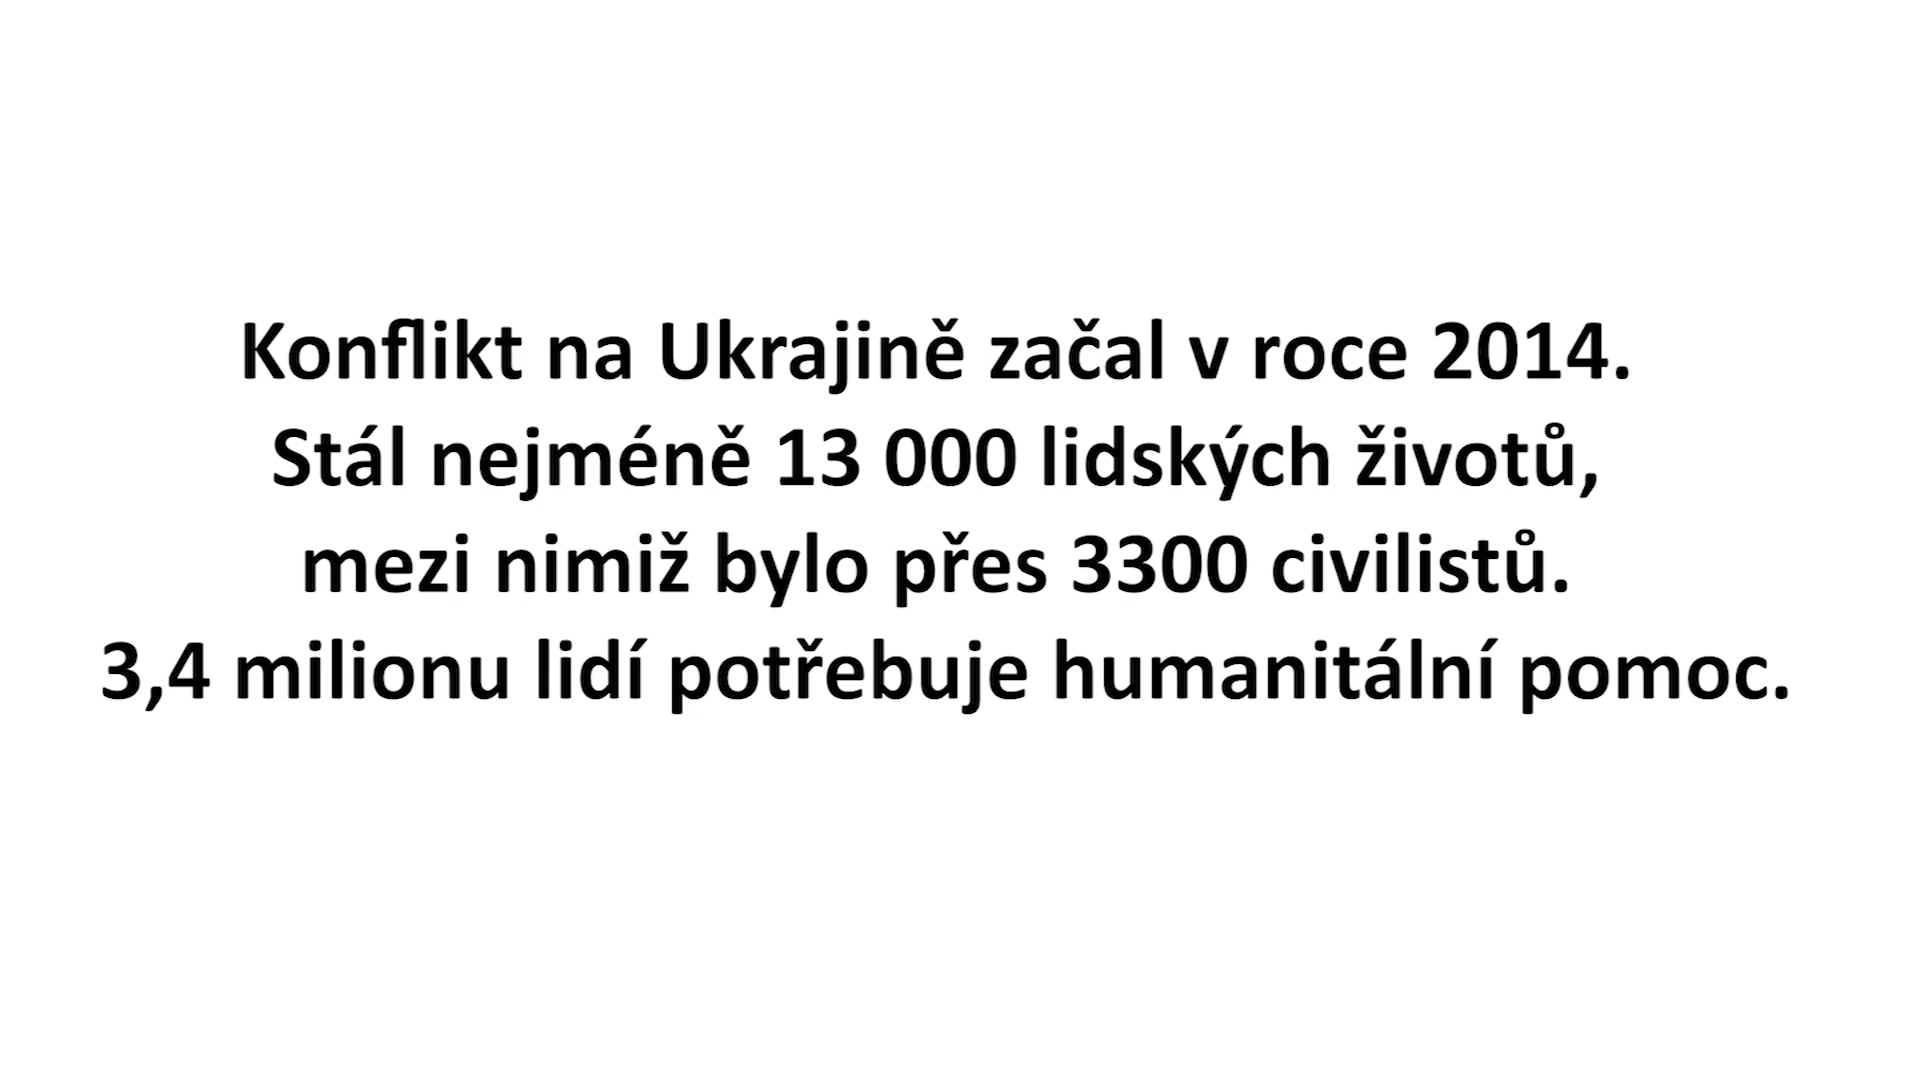 Konflikt na Ukrajině začal v roce 2014.
Stál nejméně 13 000 lidských životů,
mezi nimiž bylo přes 3300 civilistů.
3,4 milionu lidí potřebuje humanitální pomoc.